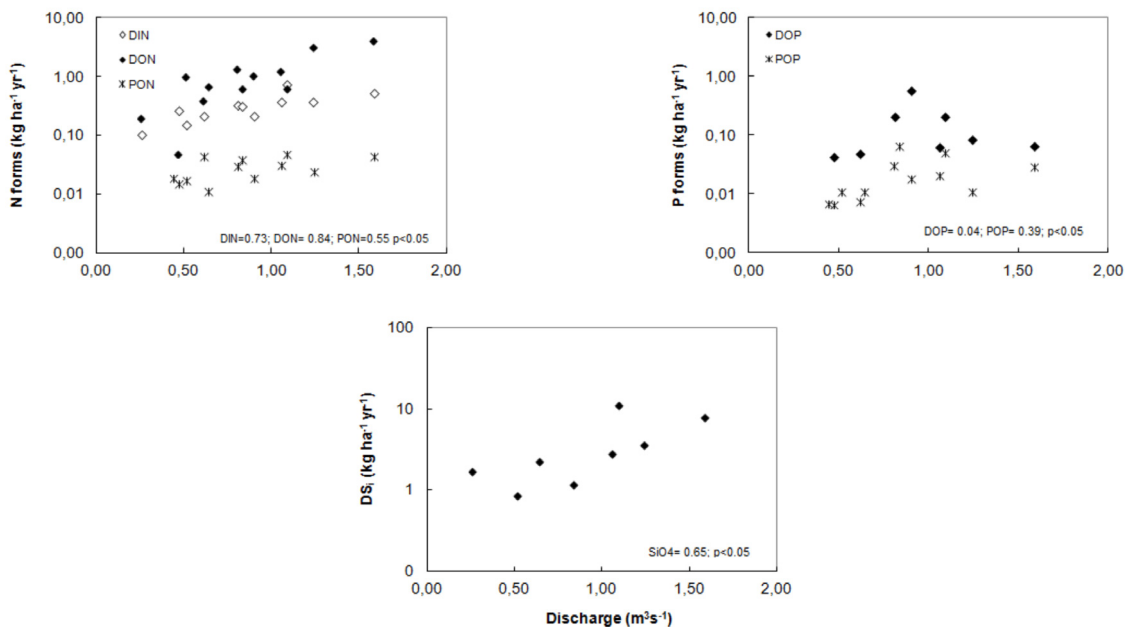 10,00
1,00
0,10
0,01
0,00
N forms (kg ha-1 yr-1)
DIN
DON
PON
DIN=0.73; DON= 0.84; PON=0.55 p<0.05
0,00 0,50 1,00 1,50 2,00
10,00
1,00
0,10
0,01
0,00
P forms (kg ha-1 yr-1)
DOP
POP
DOP= 0.04; POP= 0.39; p<0.05
0,00 0,50 1,00 1,50 2,00
100
10
1
0
DSi (kg ha-1 yr-1)
SiO4= 0.65; p<0.05
0,00 0,50 1,00 1,50 2,00
Discharge (m3s-1)